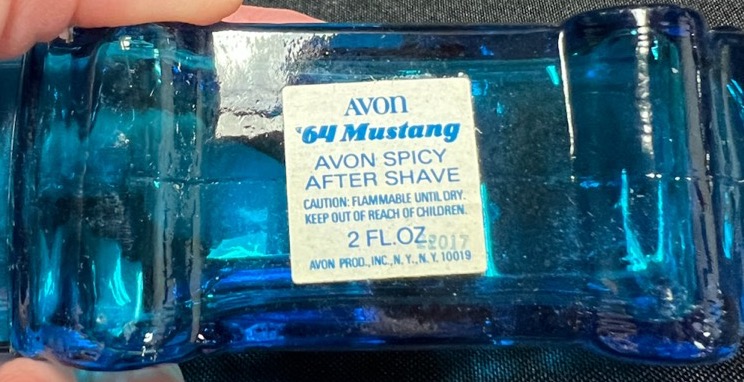 AVON
'64 Mustang
AVON SPICY
AFTER SHAVE
CAUTION: FLAMMABLE UNTIL DRY.
KEEP OUT OF REACH OF CHILDREN.
2 FL.OZ.
AVON PROD., INC., N.Y., N.Y. 10019